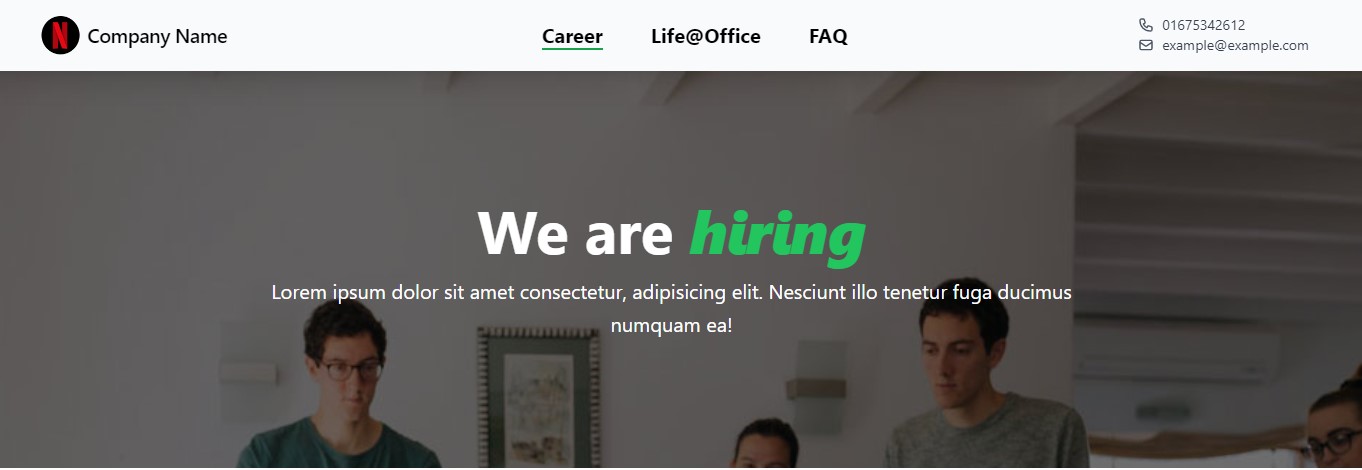 N
Company Name
Career Life@Office FAQ
01675342612
example@example.com
We are hiring
Lorem ipsum dolor sit amet consectetur, adipisicing elit. Nesciunt illo tenetur fuga ducimus
numquam ea!